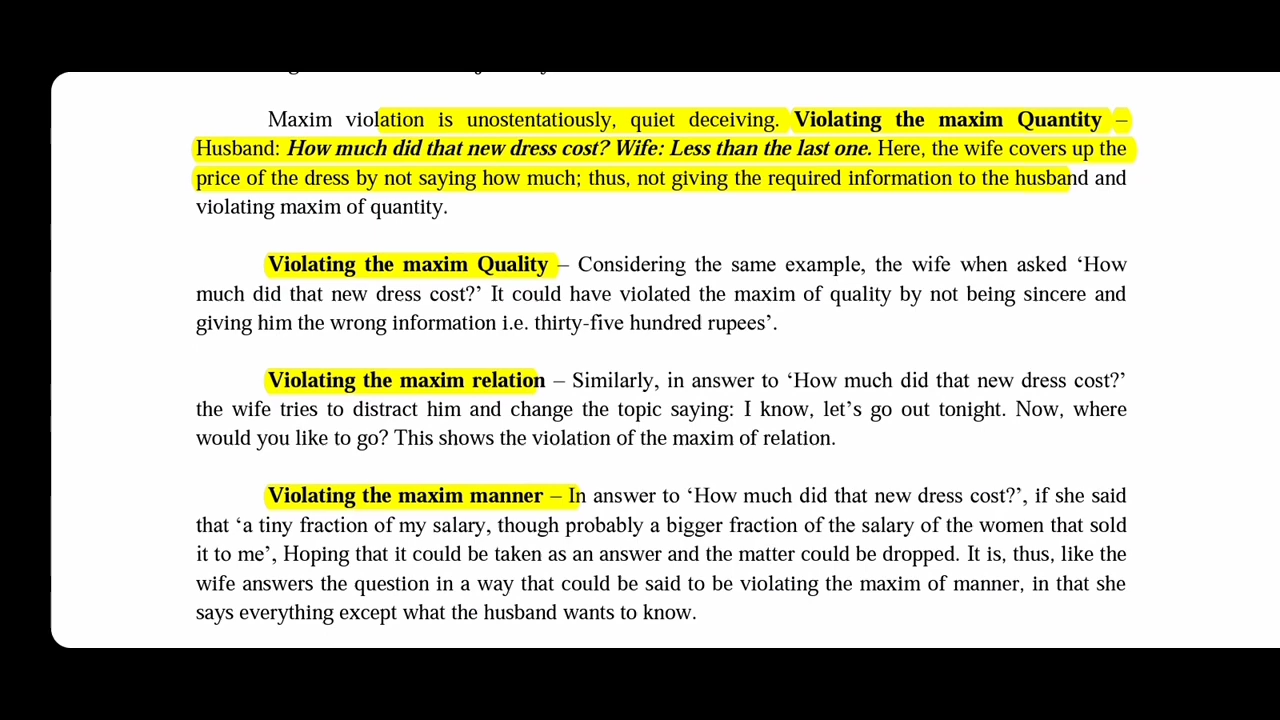 Maxim violation is unostentatiously, quiet deceiving. Violating the maxim Quantity –
Husband: How much did that new dress cost? Wife: Less than the last one. Here, the wife covers up the
price of the dress by not saying how much; thus, not giving the required information to the husband and
violating maxim of quantity.
Violating the maxim Quality – Considering the same example, the wife when asked ‘How
much did that new dress cost?’ It could have violated the maxim of quality by not being sincere and
giving him the wrong information i.e. thirty-five hundred rupees’.
Violating the maxim relation – Similarly, in answer to ‘How much did that new dress cost?’
the wife tries to distract him and change the topic saying: I know, let’s go out tonight. Now, where
would you like to go? This shows the violation of the maxim of relation.
Violating the maxim manner – In answer to ‘How much did that new dress cost?’, if she said
that ‘a tiny fraction of my salary, though probably a bigger fraction of the salary of the women that sold
it to me’, Hoping that it could be taken as an answer and the matter could be dropped. It is, thus, like the
wife answers the question in a way that could be said to be violating the maxim of manner, in that she
says everything except what the husband wants to know.